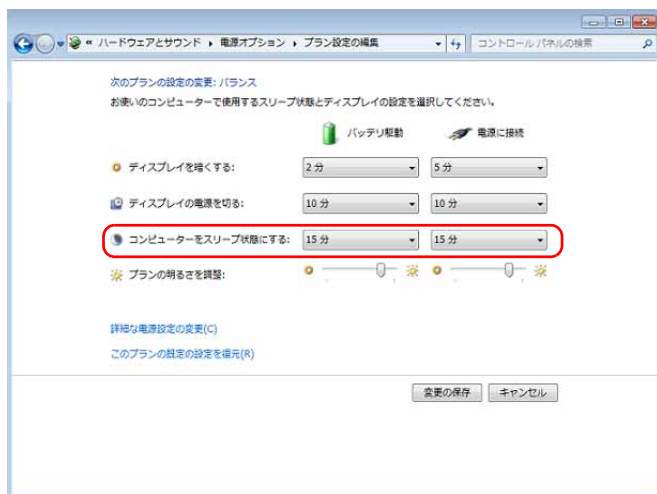 « ハードウェアとサウンド ▸ 電源オプション ▸ プラン設定の編集 コントロール パネルの検索
次のプランの設定の変更: バランス
お使いのコンピューターで使用するスリープ状態とディスプレイの設定を選択してください。
バッテリ駆動 電源に接続
ディスプレイを暗くする: 2 分 5 分
ディスプレイの電源を切る: 10 分 10 分
コンピューターをスリープ状態にする: 15 分 15 分
プランの明るさを調整:
詳細な電源設定の変更(C)
このプランの既定の設定を復元(R)
変更の保存 キャンセル